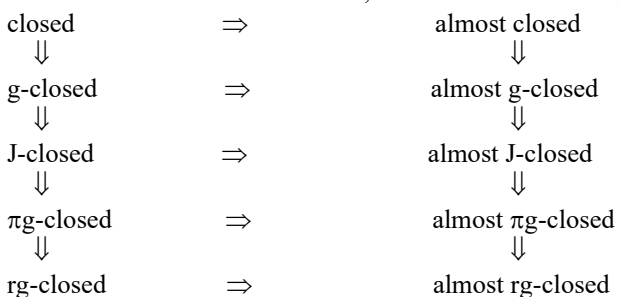 closed ⇒ almost closed
⇓ ⇓
g-closed ⇒ almost g-closed
⇓ ⇓
J-closed ⇒ almost J-closed
⇓ ⇓
πg-closed ⇒ almost πg-closed
⇓ ⇓
rg-closed ⇒ almost rg-closed